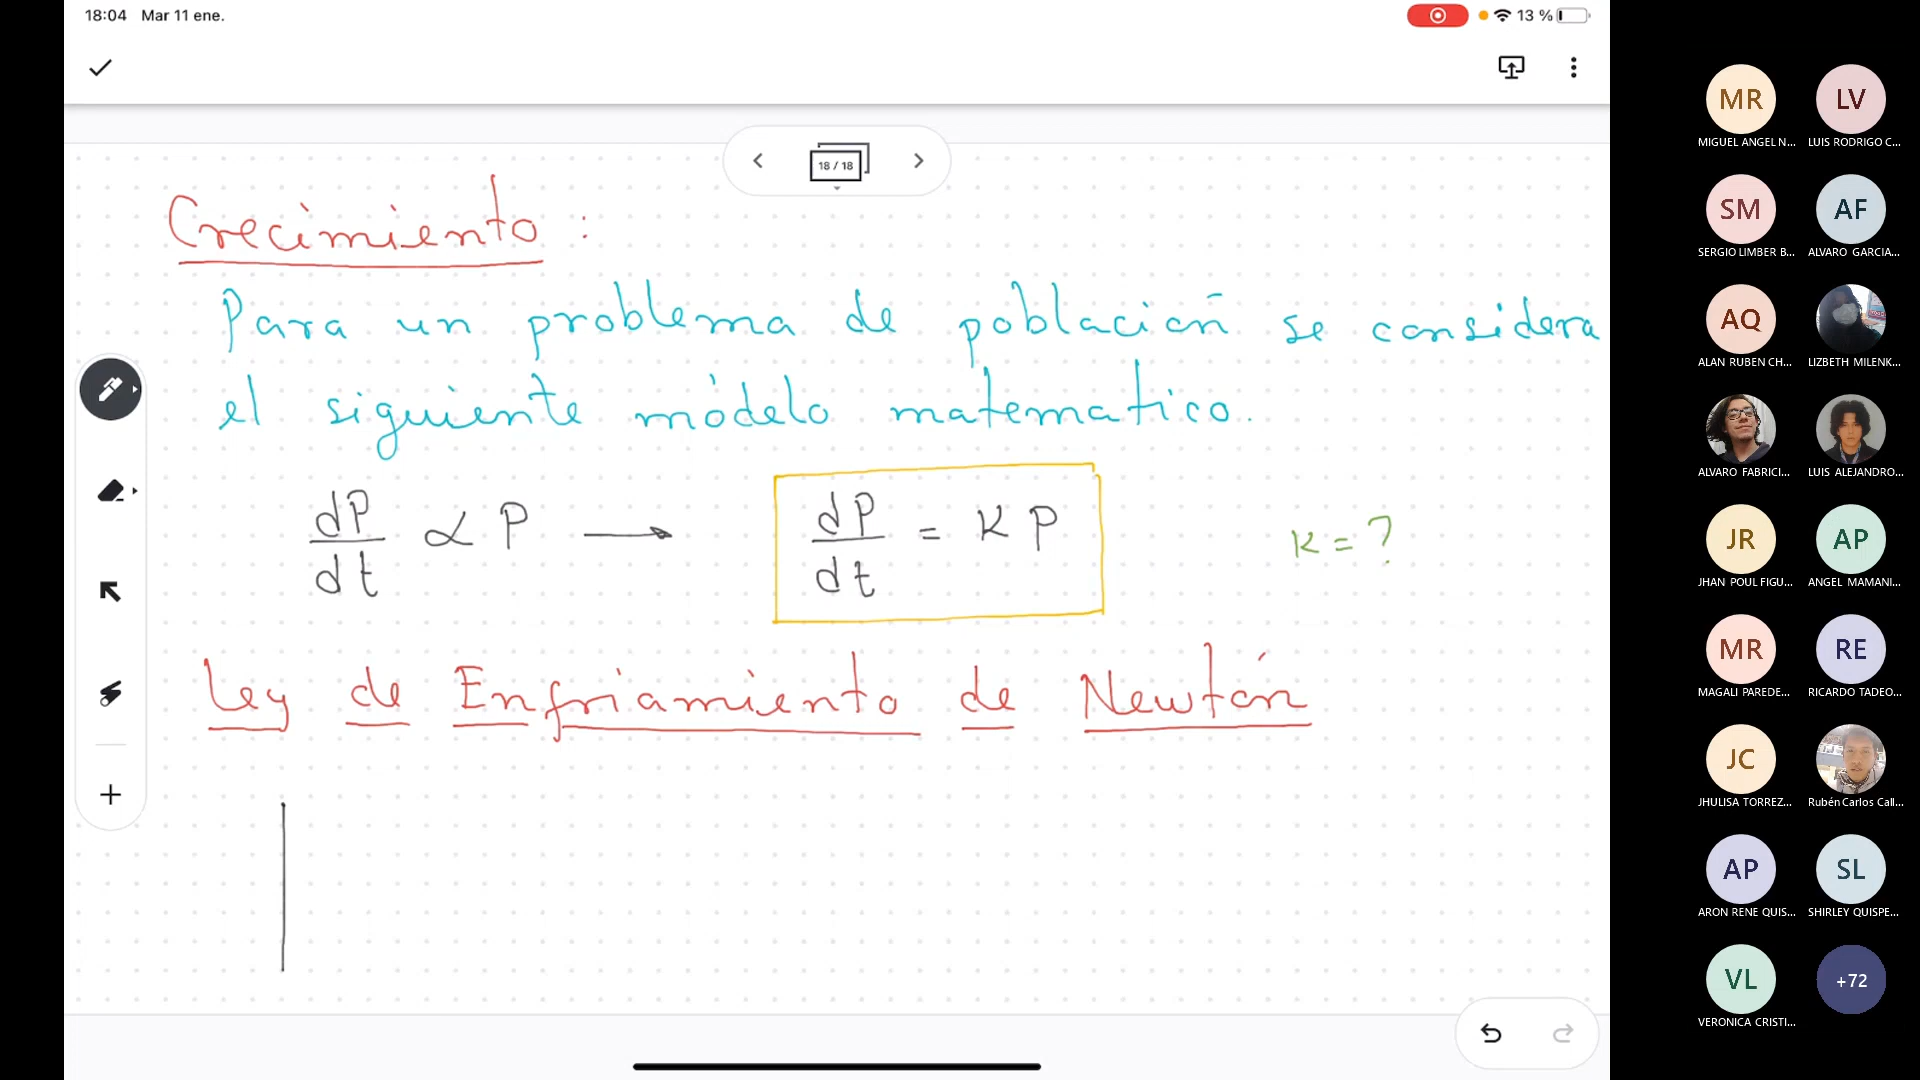 18:04 Mar 11 ene.
13 %
18 / 18
Crecimiento :
Para un problema de población se considera
el siguiente modelo matematico.
dP/dt ∝ P → dP/dt = K P
K = ?
Ley de Enfriamiento de Newton
MR LV
MIGUEL ANGEL N... LUIS RODRIGO C...
SM AF
SERGIO LIMBER B... ALVARO GARCIA...
AQ
ALAN RUBEN CH... LIZBETH MILENK...
ALVARO FABRICI... LUIS ALEJANDRO...
JR AP
JHAN POUL FIGU... ANGEL MAMANI...
MR RE
MAGALI PAREDE... RICARDO TADEO...
JC
JHULISA TORREZ... Rubén Carlos Call...
AP SL
ARON RENE QUIS... SHIRLEY QUISPE...
VL +72
VERONICA CRISTI...